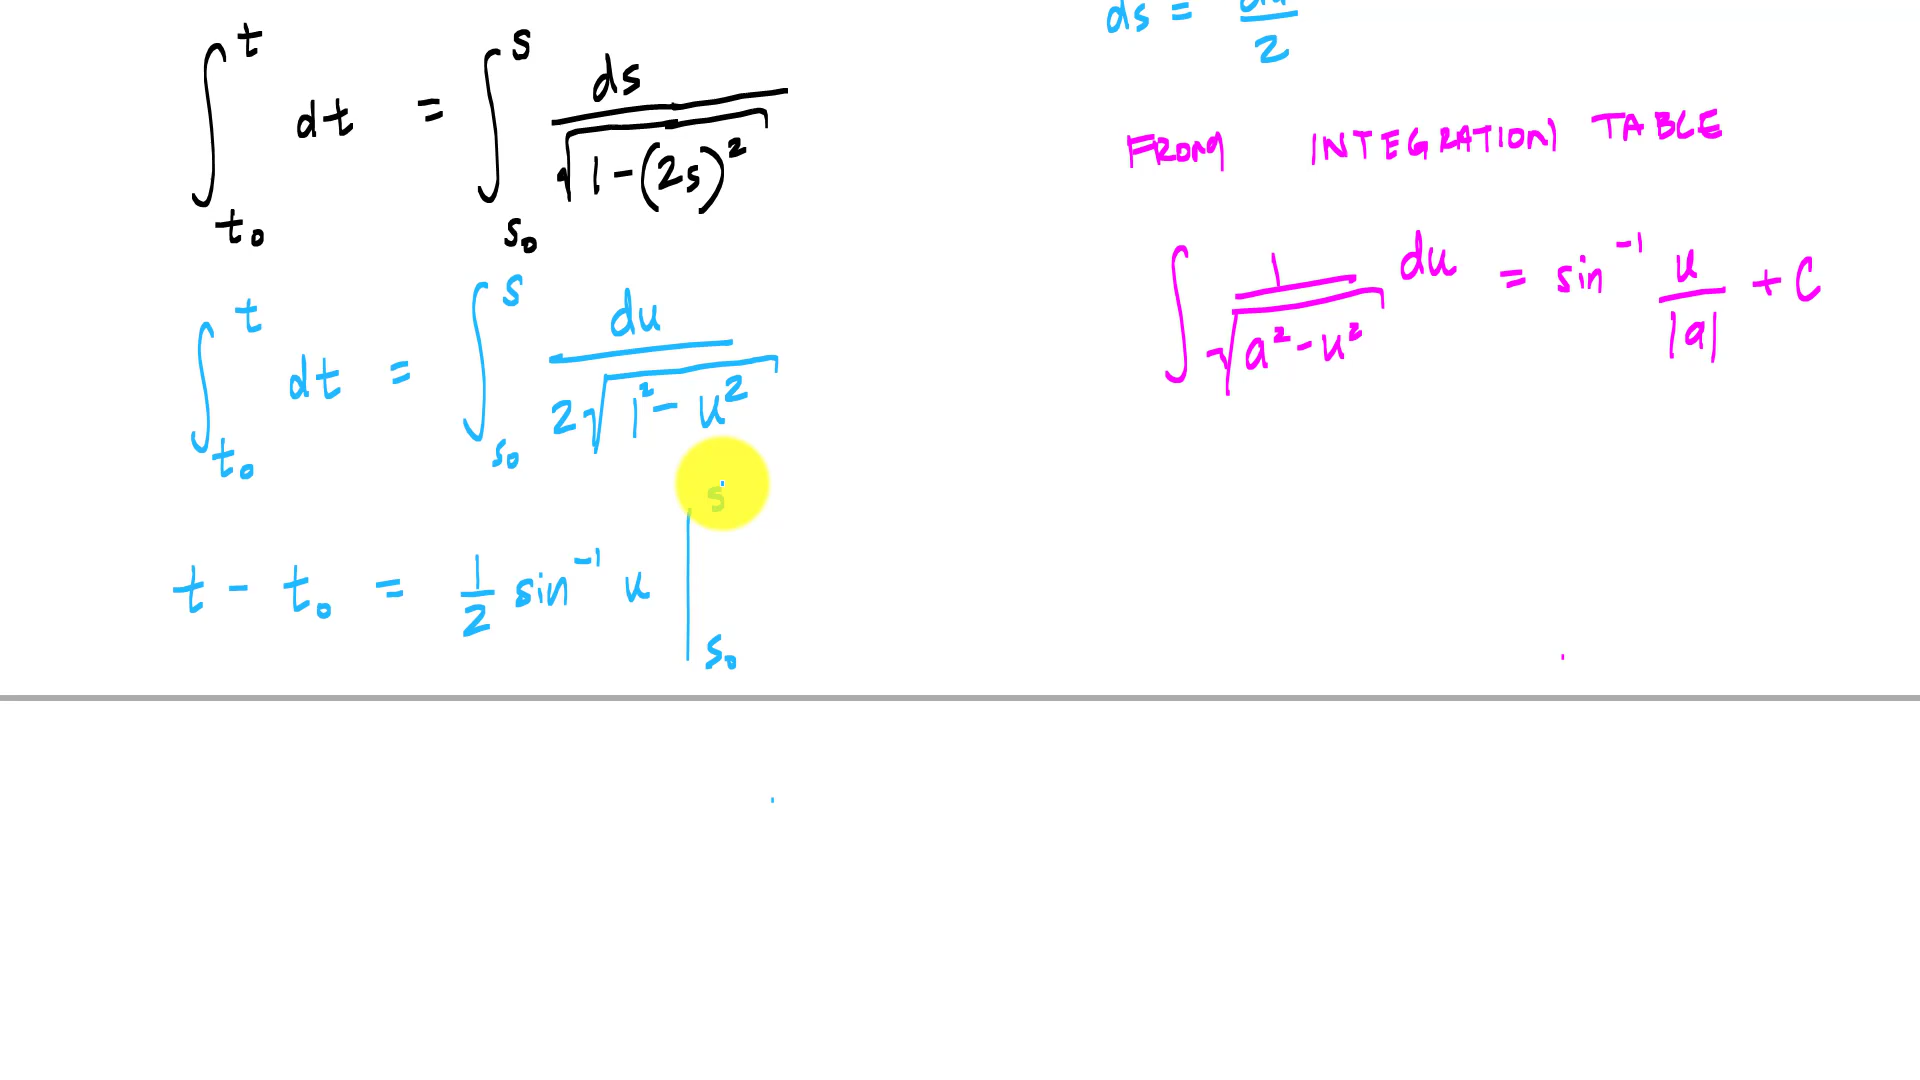 ∫_{t₀}^{t} dt = ∫_{s₀}^{s} ds / √(1-(2s)²)
∫_{t₀}^{t} dt = ∫_{s₀}^{s} du / 2√(1²-u²)
t - t₀ = 1/2 sin⁻¹ u |_{s₀}^{s}
ds = du/2
FROM INTEGRATION TABLE
∫ 1/√(a²-u²) du = sin⁻¹ u/|a| + C